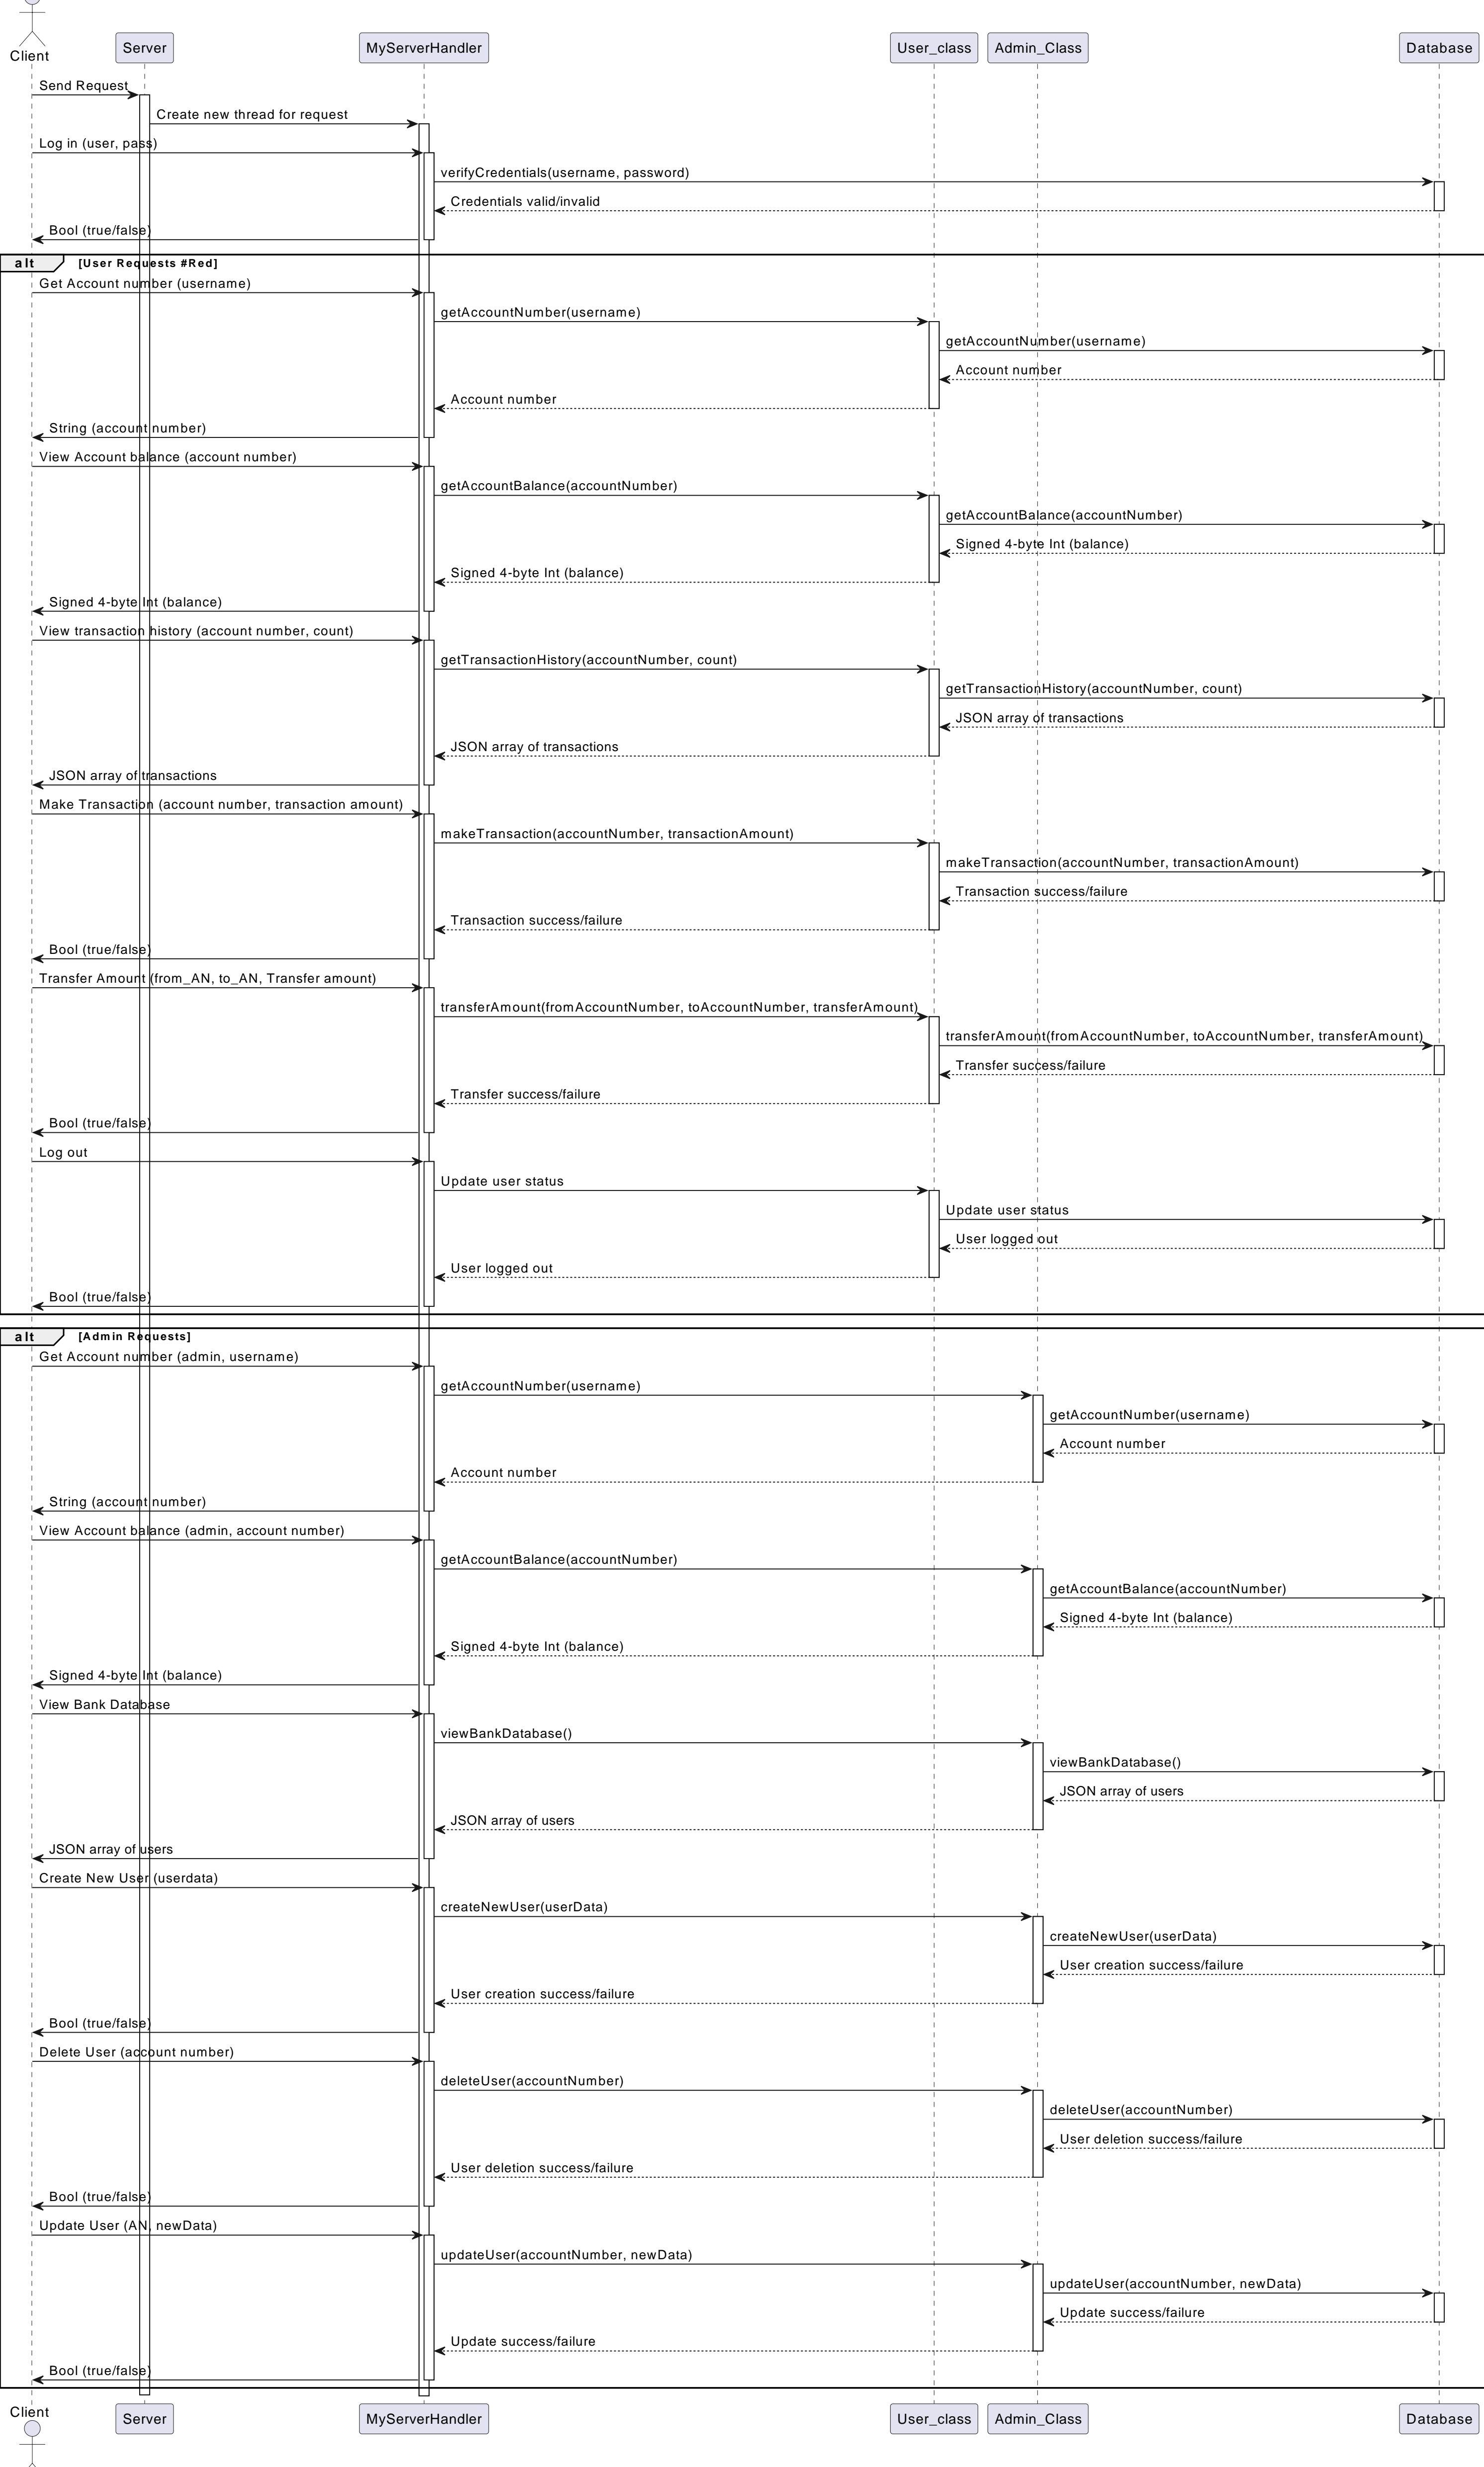 Client
Server
MyServerHandler
User_class
Admin_Class
Database
Send Request
Create new thread for request
Log in (user, pass)
verifyCredentials(username, password)
Credentials valid/invalid
Bool (true/false)
alt [User Requests #Red]
Get Account number (username)
getAccountNumber(username)
getAccountNumber(username)
Account number
Account number
String (account number)
View Account balance (account number)
getAccountBalance(accountNumber)
getAccountBalance(accountNumber)
Signed 4-byte Int (balance)
Signed 4-byte Int (balance)
Signed 4-byte Int (balance)
View transaction history (account number, count)
getTransactionHistory(accountNumber, count)
getTransactionHistory(accountNumber, count)
JSON array of transactions
JSON array of transactions
JSON array of transactions
Make Transaction (account number, transaction amount)
makeTransaction(accountNumber, transactionAmount)
makeTransaction(accountNumber, transactionAmount)
Transaction success/failure
Transaction success/failure
Bool (true/false)
Transfer Amount (from_AN, to_AN, Transfer amount)
transferAmount(fromAccountNumber, toAccountNumber, transferAmount)
transferAmount(fromAccountNumber, toAccountNumber, transferAmount)
Transfer success/failure
Transfer success/failure
Bool (true/false)
Log out
Update user status
Update user status
User logged out
User logged out
Bool (true/false)
alt [Admin Requests]
Get Account number (admin, username)
getAccountNumber(username)
getAccountNumber(username)
Account number
Account number
String (account number)
View Account balance (admin, account number)
getAccountBalance(accountNumber)
getAccountBalance(accountNumber)
Signed 4-byte Int (balance)
Signed 4-byte Int (balance)
Signed 4-byte Int (balance)
View Bank Database
viewBankDatabase()
viewBankDatabase()
JSON array of users
JSON array of users
JSON array of users
Create New User (userdata)
createNewUser(userData)
createNewUser(userData)
User creation success/failure
User creation success/failure
Bool (true/false)
Delete User (account number)
deleteUser(accountNumber)
deleteUser(accountNumber)
User deletion success/failure
User deletion success/failure
Bool (true/false)
Update User (AN, newData)
updateUser(accountNumber, newData)
updateUser(accountNumber, newData)
Update success/failure
Update success/failure
Bool (true/false)
Client
Server
MyServerHandler
User_class
Admin_Class
Database